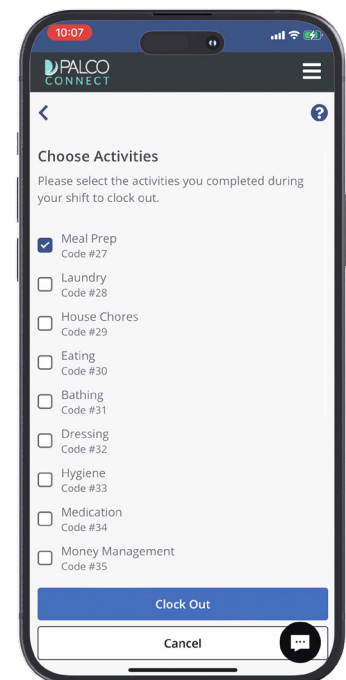 10:07
PALCO
CONNECT
?
Choose Activities
Please select the activities you completed during
your shift to clock out.
Meal Prep
Code #27
Laundry
Code #28
House Chores
Code #29
Eating
Code #30
Bathing
Code #31
Dressing
Code #32
Hygiene
Code #33
Medication
Code #34
Money Management
Code #35
Clock Out
Cancel